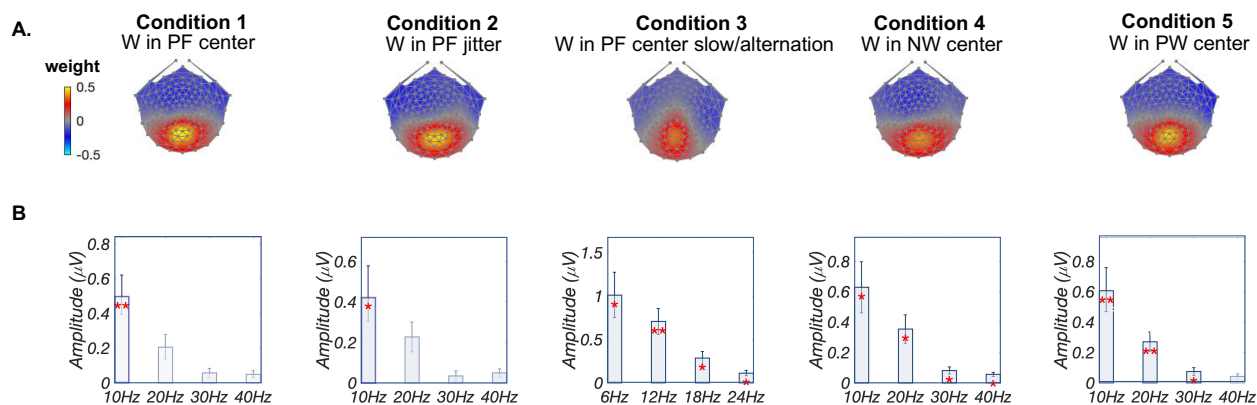 A.
Condition 1
W in PF center
Condition 2
W in PF jitter
Condition 3
W in PF center slow/alternation
Condition 4
W in NW center
Condition 5
W in PW center
weight
0.5
0
-0.5
B
Amplitude (μV)
0.8
0.6
0.4
0.2
0
10Hz 20Hz 30Hz 40Hz
**
Amplitude (μV)
0.6
0.4
0.2
0
10Hz 20Hz 30Hz 40Hz
*
Amplitude (μV)
1.5
1
0.5
0
6Hz 12Hz 18Hz 24Hz
* ** * *
Amplitude (μV)
0.8
0.6
0.4
0.2
0
10Hz 20Hz 30Hz 40Hz
* * * *
Amplitude (μV)
0.8
0.6
0.4
0.2
0
10Hz 20Hz 30Hz 40Hz
** ** *